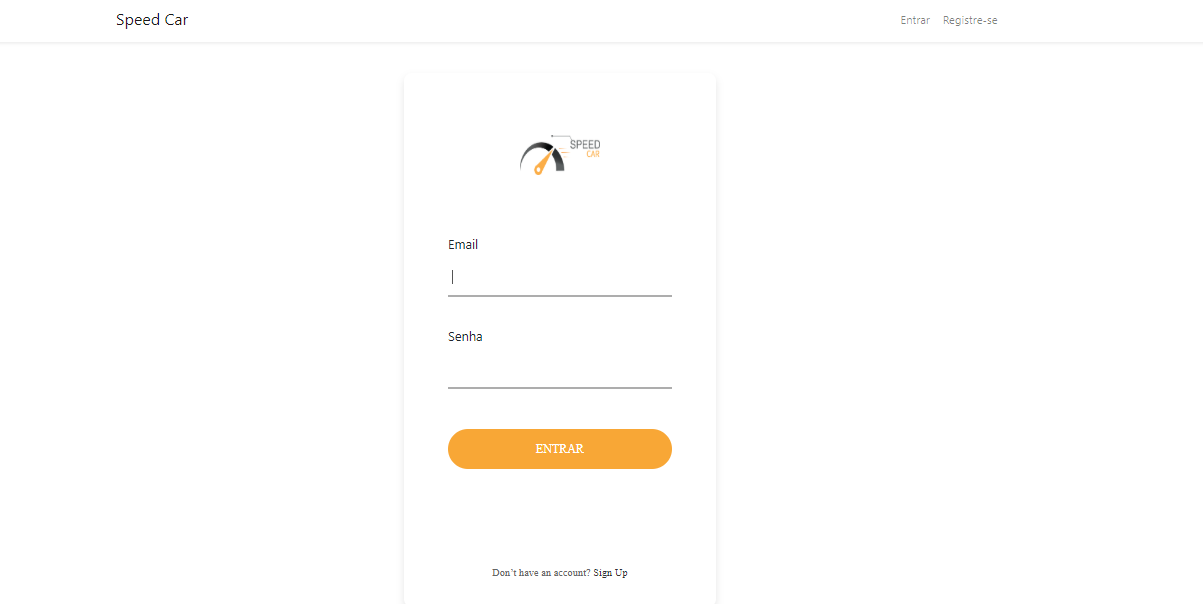 Speed Car
Entrar
Registre-se
SPEED
CAR
Email
Senha
ENTRAR
Don't have an account? Sign Up